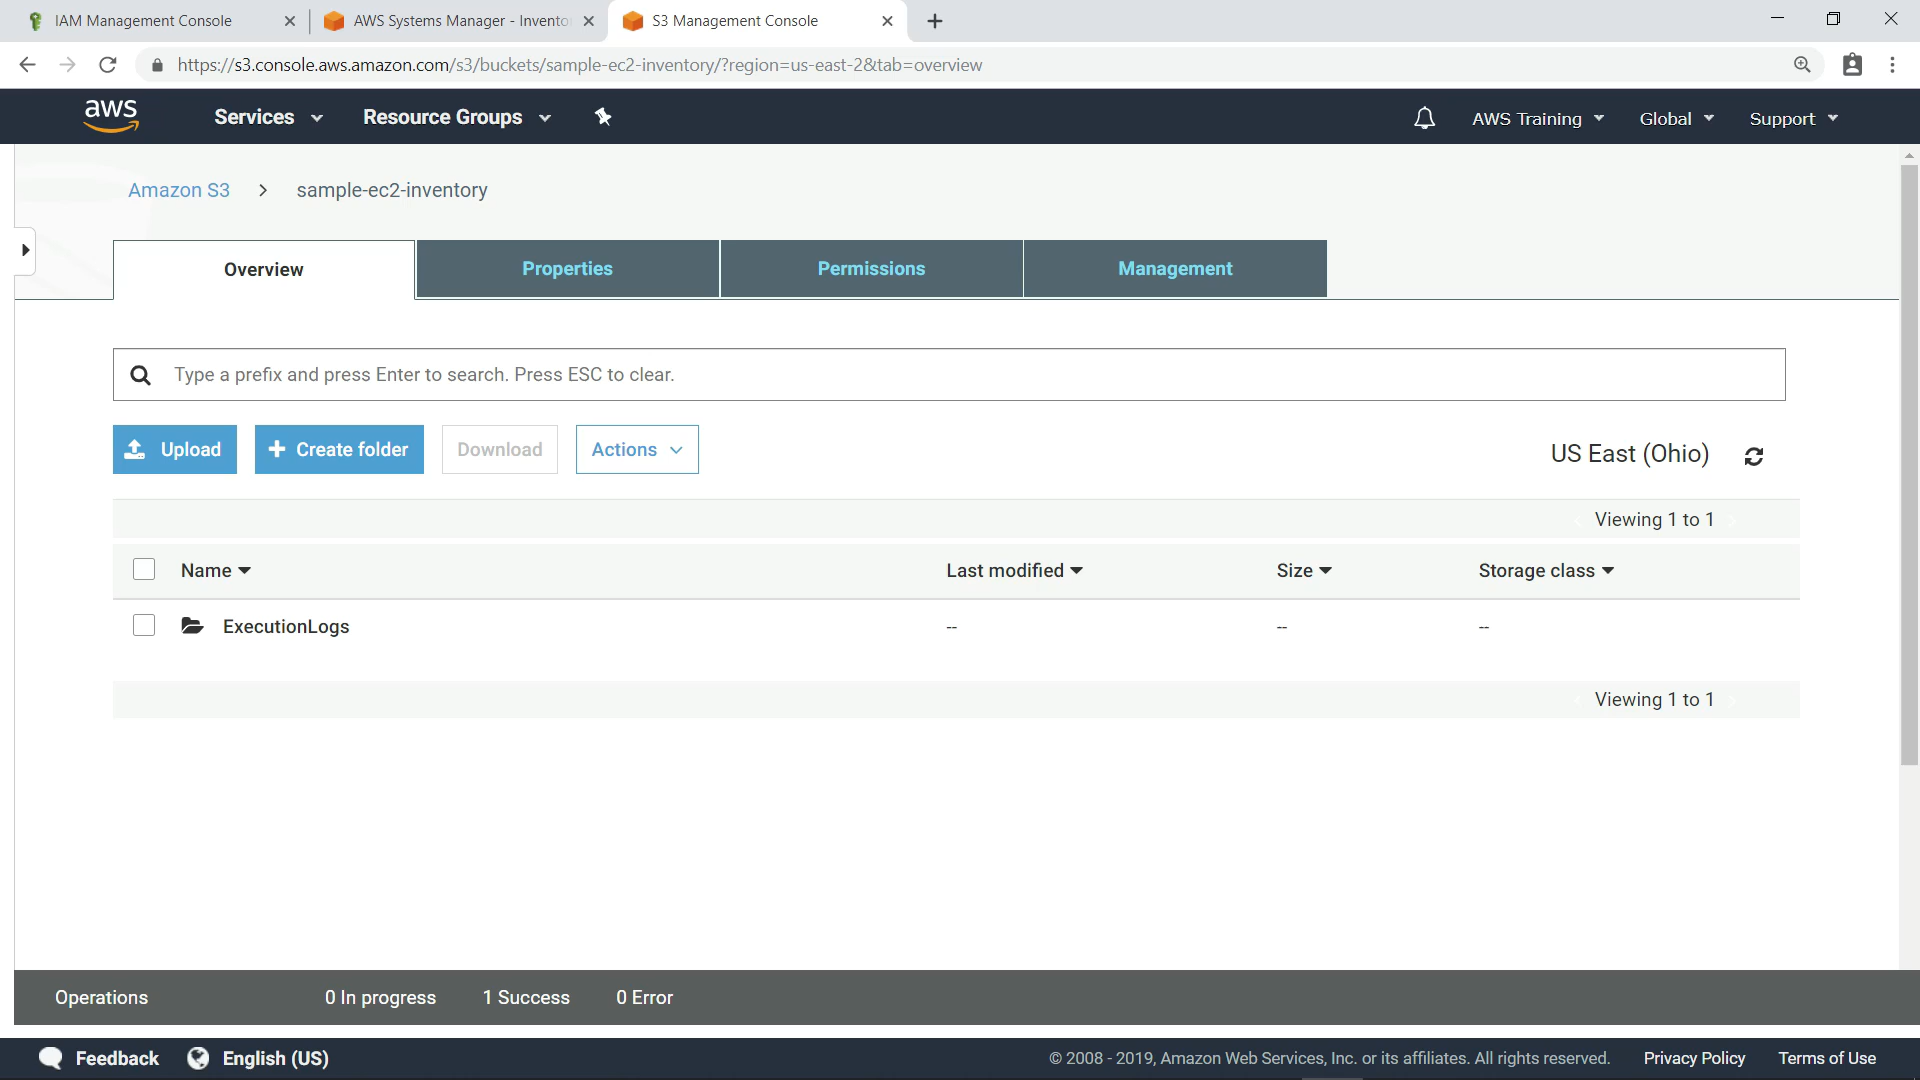 IAM Management Console
AWS Systems Manager - Invento
S3 Management Console
https://s3.console.aws.amazon.com/s3/buckets/sample-ec2-inventory/?region=us-east-2&tab=overview
aws
Services
Resource Groups
AWS Training
Global
Support
Amazon S3
sample-ec2-inventory
Overview
Properties
Permissions
Management
Type a prefix and press Enter to search. Press ESC to clear.
Upload
Create folder
Download
Actions
US East (Ohio)
Viewing 1 to 1
Name
Last modified
Size
Storage class
ExecutionLogs
--
--
--
Viewing 1 to 1
Operations
0 In progress
1 Success
0 Error
Feedback
English (US)
© 2008 - 2019, Amazon Web Services, Inc. or its affiliates. All rights reserved.
Privacy Policy
Terms of Use